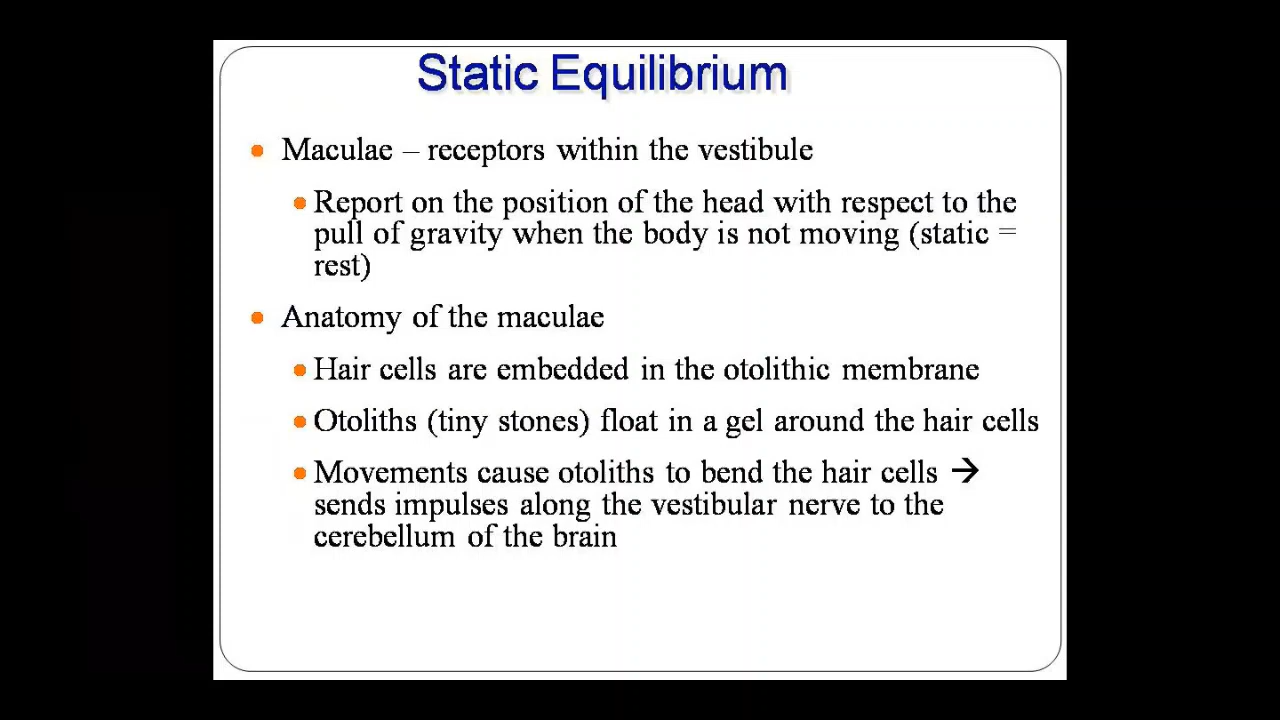 Static Equilibrium
• Maculae – receptors within the vestibule
• Report on the position of the head with respect to the
pull of gravity when the body is not moving (static =
rest)
• Anatomy of the maculae
• Hair cells are embedded in the otolithic membrane
• Otoliths (tiny stones) float in a gel around the hair cells
• Movements cause otoliths to bend the hair cells →
sends impulses along the vestibular nerve to the
cerebellum of the brain